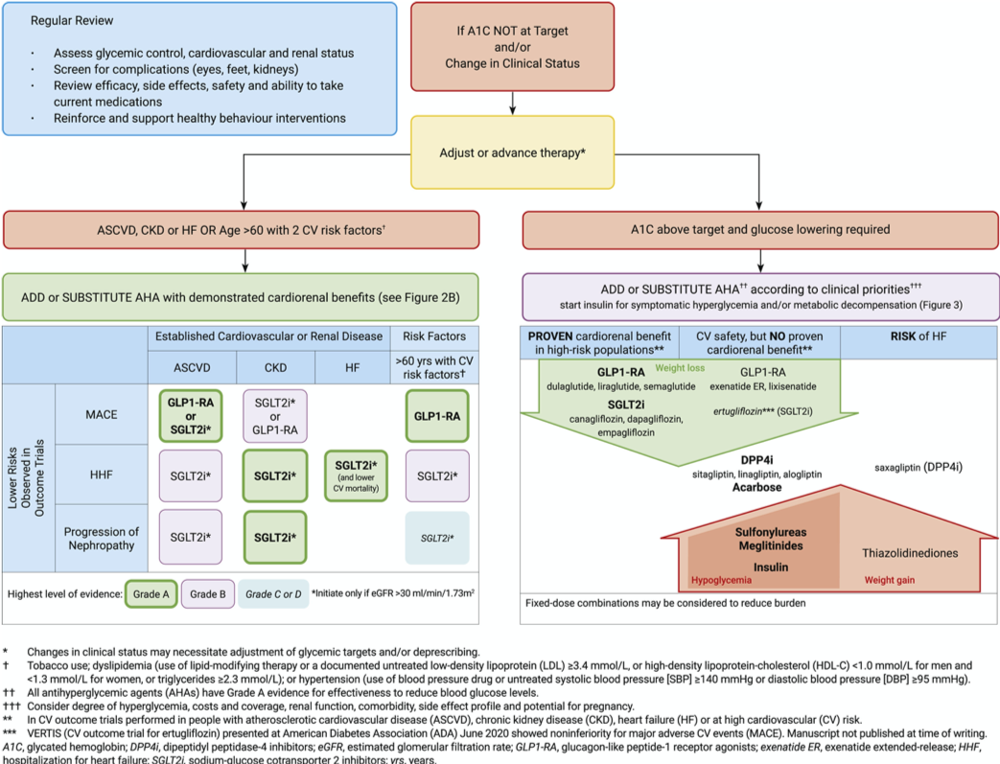 Regular Review
· Assess glycemic control, cardiovascular and renal status
· Screen for complications (eyes, feet, kidneys)
· Review efficacy, side effects, safety and ability to take
current medications
· Reinforce and support healthy behaviour interventions
If A1C NOT at Target
and/or
Change in Clinical Status
Adjust or advance therapy*
ASCVD, CKD or HF OR Age >60 with 2 CV risk factors†
ADD or SUBSTITUTE AHA with demonstrated cardiorenal benefits (see Figure 2B)
Established Cardiovascular or Renal Disease
Risk Factors
ASCVD
CKD
HF
>60 yrs with CV
risk factors†
Lower Risks
Observed in
Outcome Trials
MACE
GLP1-RA
or
SGLT2i*
SGLT2i*
or
GLP1-RA
GLP1-RA
HHF
SGLT2i*
SGLT2i*
SGLT2i*
(and lower
CV mortality)
SGLT2i*
Progression of
Nephropathy
SGLT2i*
SGLT2i*
SGLT2i*
Highest level of evidence: Grade A Grade B Grade C or D *Initiate only if eGFR >30 ml/min/1.73m²
A1C above target and glucose lowering required
ADD or SUBSTITUTE AHA†† according to clinical priorities†††
start insulin for symptomatic hyperglycemia and/or metabolic decompensation (Figure 3)
PROVEN cardiorenal benefit
in high-risk populations**
CV safety, but NO proven
cardiorenal benefit**
RISK of HF
Weight loss
GLP1-RA
dulaglutide, liraglutide, semaglutide
SGLT2i
canagliflozin, dapagliflozin,
empagliflozin
GLP1-RA
exenatide ER, lixisenatide
ertugliflozin*** (SGLT2i)
DPP4i
sitagliptin, linagliptin, alogliptin
Acarbose
saxagliptin (DPP4i)
Sulfonylureas
Meglitinides
Insulin
Hypoglycemia
Thiazolidinediones
Weight gain
Fixed-dose combinations may be considered to reduce burden
* Changes in clinical status may necessitate adjustment of glycemic targets and/or deprescribing.
† Tobacco use; dyslipidemia (use of lipid-modifying therapy or a documented untreated low-density lipoprotein (LDL) ≥3.4 mmol/L, or high-density lipoprotein-cholesterol (HDL-C) <1.0 mmol/L for men and
<1.3 mmol/L for women, or triglycerides ≥2.3 mmol/L); or hypertension (use of blood pressure drug or untreated systolic blood pressure [SBP] ≥140 mmHg or diastolic blood pressure [DBP] ≥95 mmHg).
†† All antihyperglycemic agents (AHAs) have Grade A evidence for effectiveness to reduce blood glucose levels.
††† Consider degree of hyperglycemia, costs and coverage, renal function, comorbidity, side effect profile and potential for pregnancy.
** In CV outcome trials performed in people with atherosclerotic cardiovascular disease (ASCVD), chronic kidney disease (CKD), heart failure (HF) or at high cardiovascular (CV) risk.
*** VERTIS (CV outcome trial for ertugliflozin) presented at American Diabetes Association (ADA) June 2020 showed noninferiority for major adverse CV events (MACE). Manuscript not published at time of writing.
A1C, glycated hemoglobin; DPP4i, dipeptidyl peptidase-4 inhibitors; eGFR, estimated glomerular filtration rate; GLP1-RA, glucagon-like peptide-1 receptor agonists; exenatide ER, exenatide extended-release; HHF,
hospitalization for heart failure; SGLT2i, sodium-glucose cotransporter 2 inhibitors; yrs, years.